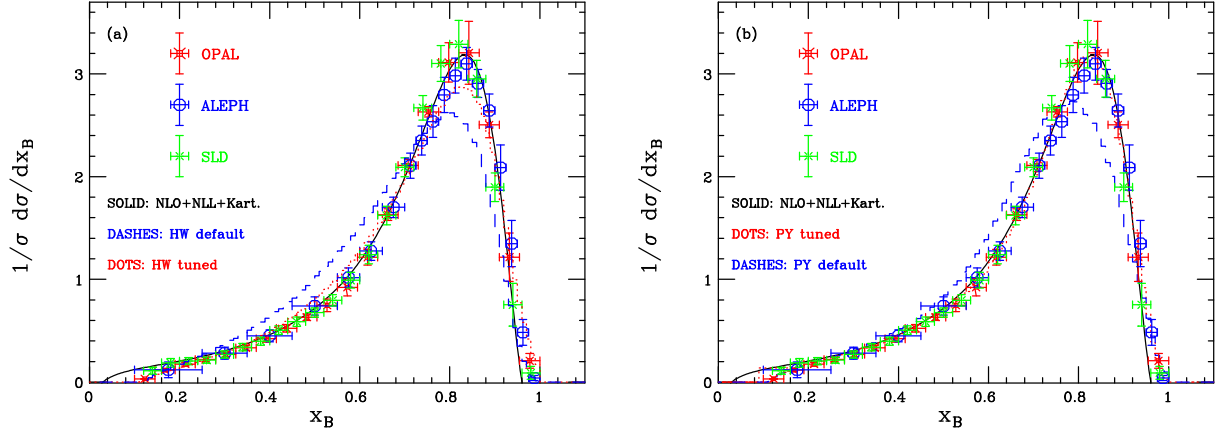 (a)
OPAL
ALEPH
SLD
SOLID: NLO+NLL+Kart.
DASHES: HW default
DOTS: HW tuned
1/σ dσ/dx_B
3
2
1
0
0 0.2 0.4 0.6 0.8 1
x_B
(b)
OPAL
ALEPH
SLD
SOLID: NLO+NLL+Kart.
DOTS: PY tuned
DASHES: PY default
1/σ dσ/dx_B
3
2
1
0
0 0.2 0.4 0.6 0.8 1
x_B